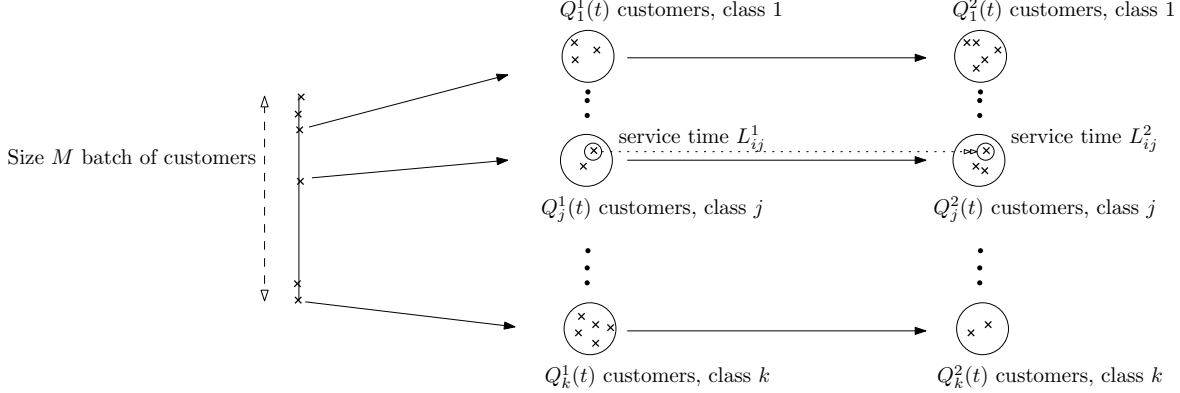 $Q_1^1(t)$ customers, class 1
$Q_1^2(t)$ customers, class 1
service time $L_{ij}^1$
service time $L_{ij}^2$
Size $M$ batch of customers
$Q_j^1(t)$ customers, class $j$
$Q_j^2(t)$ customers, class $j$
$Q_k^1(t)$ customers, class $k$
$Q_k^2(t)$ customers, class $k$